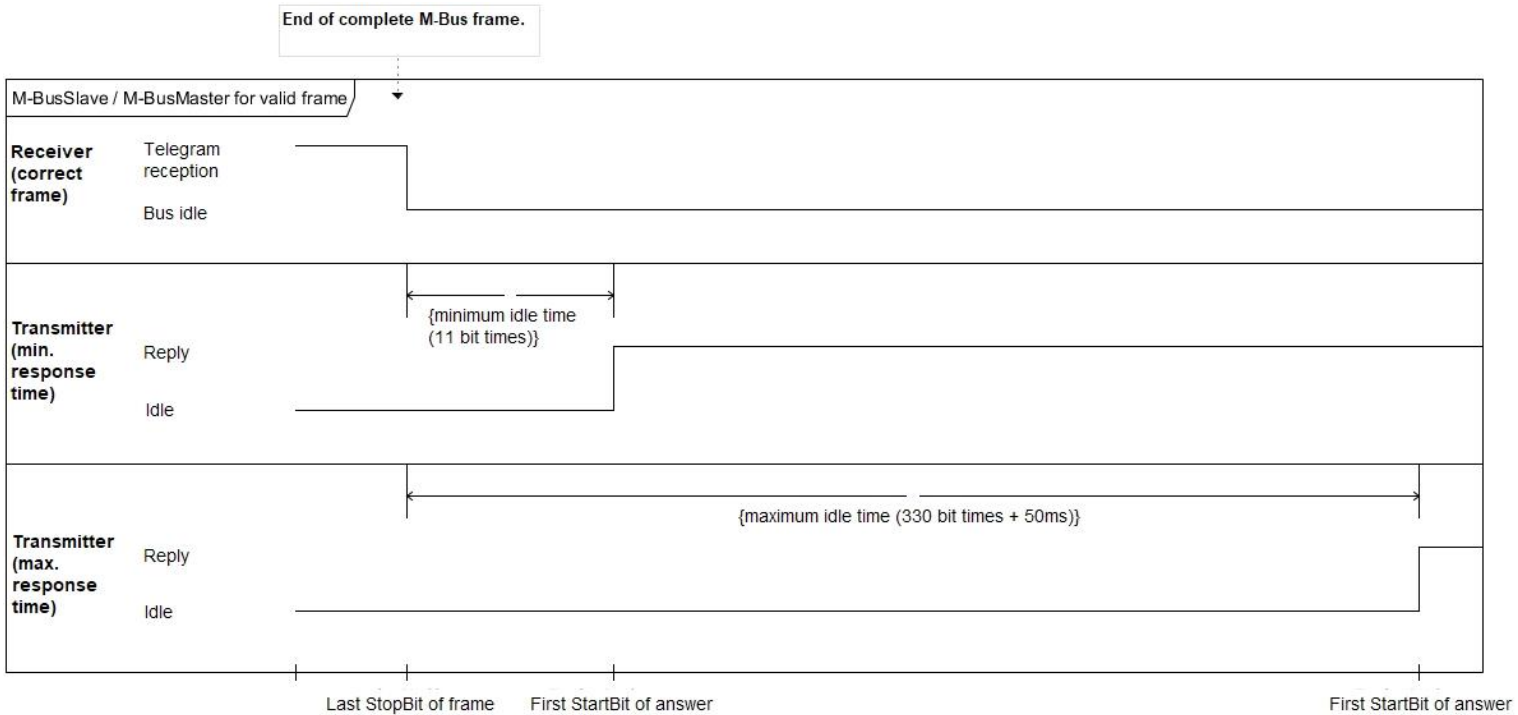 End of complete M-Bus frame.
M-BusSlave / M-BusMaster for valid frame
Receiver
(correct
frame)
Telegram
reception
Bus idle
Transmitter
(min.
response
time)
Reply
Idle
{minimum idle time
(11 bit times)}
Transmitter
(max.
response
time)
Reply
Idle
{maximum idle time (330 bit times + 50ms)}
Last StopBit of frame
First StartBit of answer
First StartBit of answer